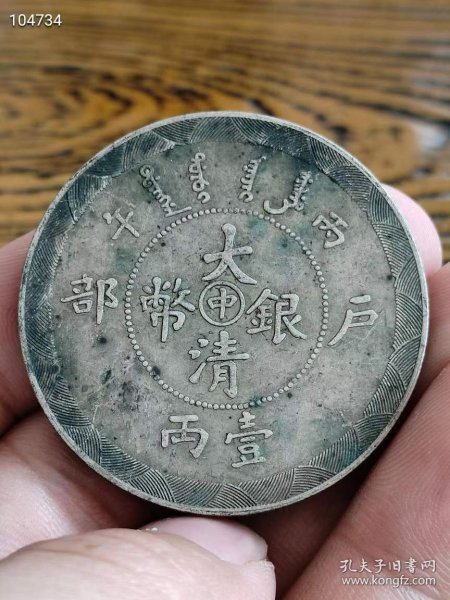 104734
丙午
户部
大清銀幣
中
壹兩
孔夫子旧书网
www.kongfz.com